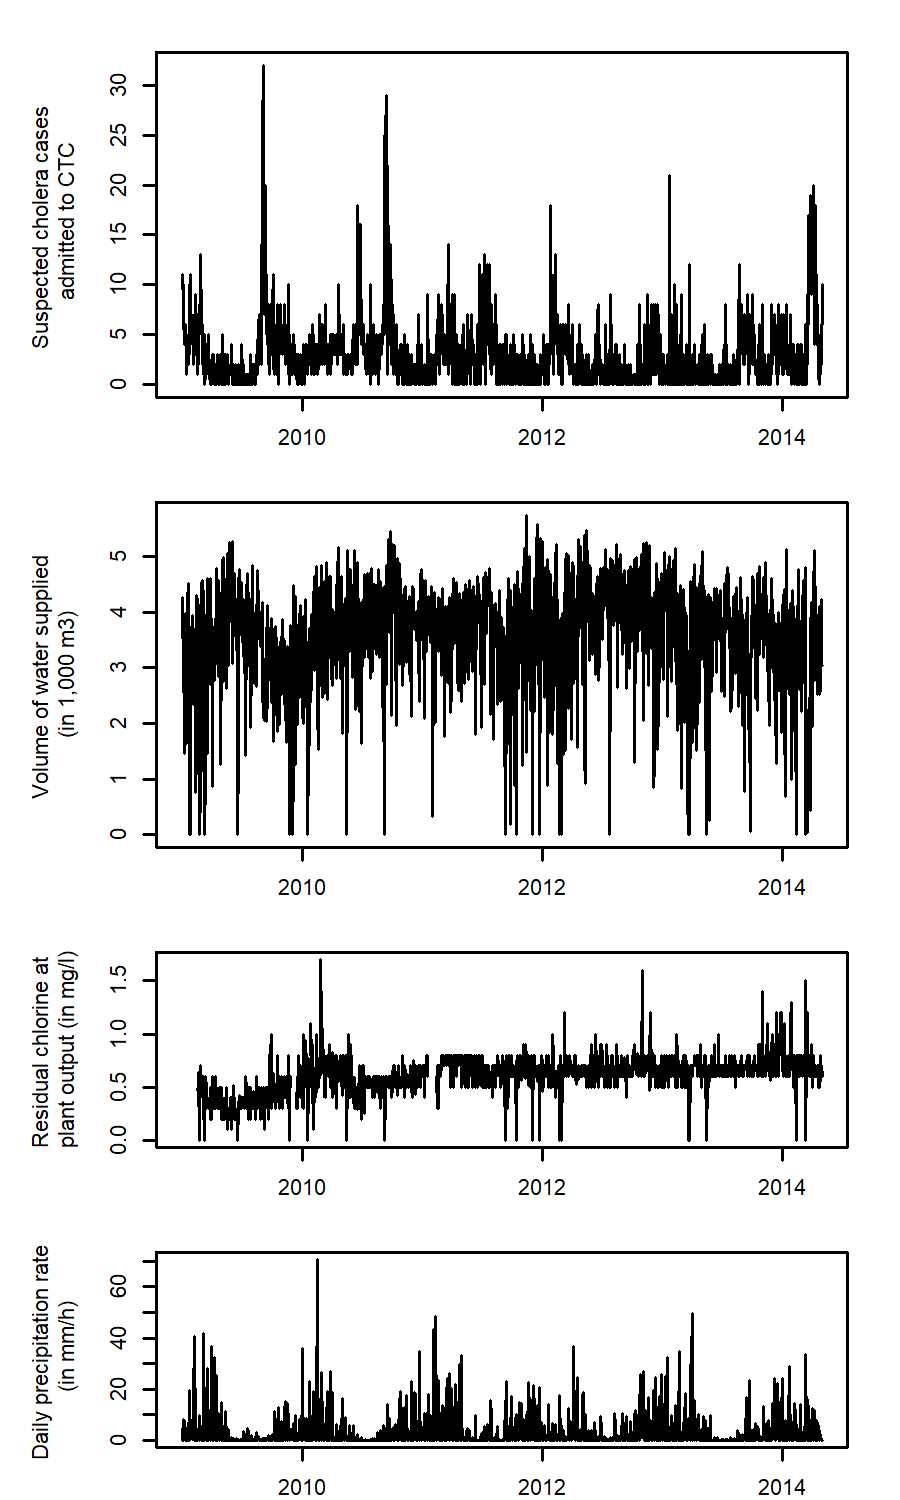 Suspected cholera cases
admitted to CTC
30
25
20
15
10
5
0
2010 2012 2014
Volume of water supplied
(in 1,000 m3)
5
4
3
2
1
0
2010 2012 2014
Residual chlorine at
plant output (in mg/l)
1.5
1.0
0.5
0.0
2010 2012 2014
Daily precipitation rate
(in mm/h)
60
40
20
0
2010 2012 2014